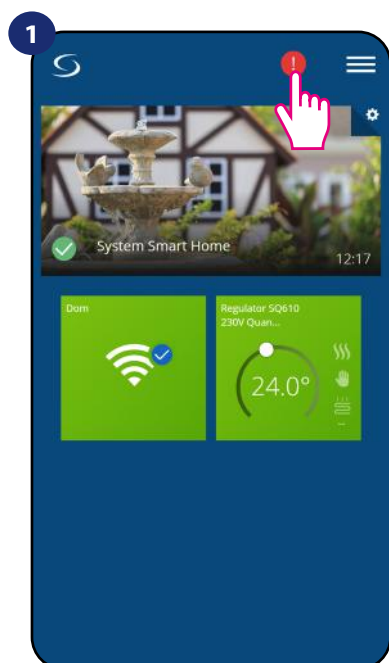 1
!
System Smart Home
12:17
Dom
Regulator SQ610
230V Quan...
24.0°
--